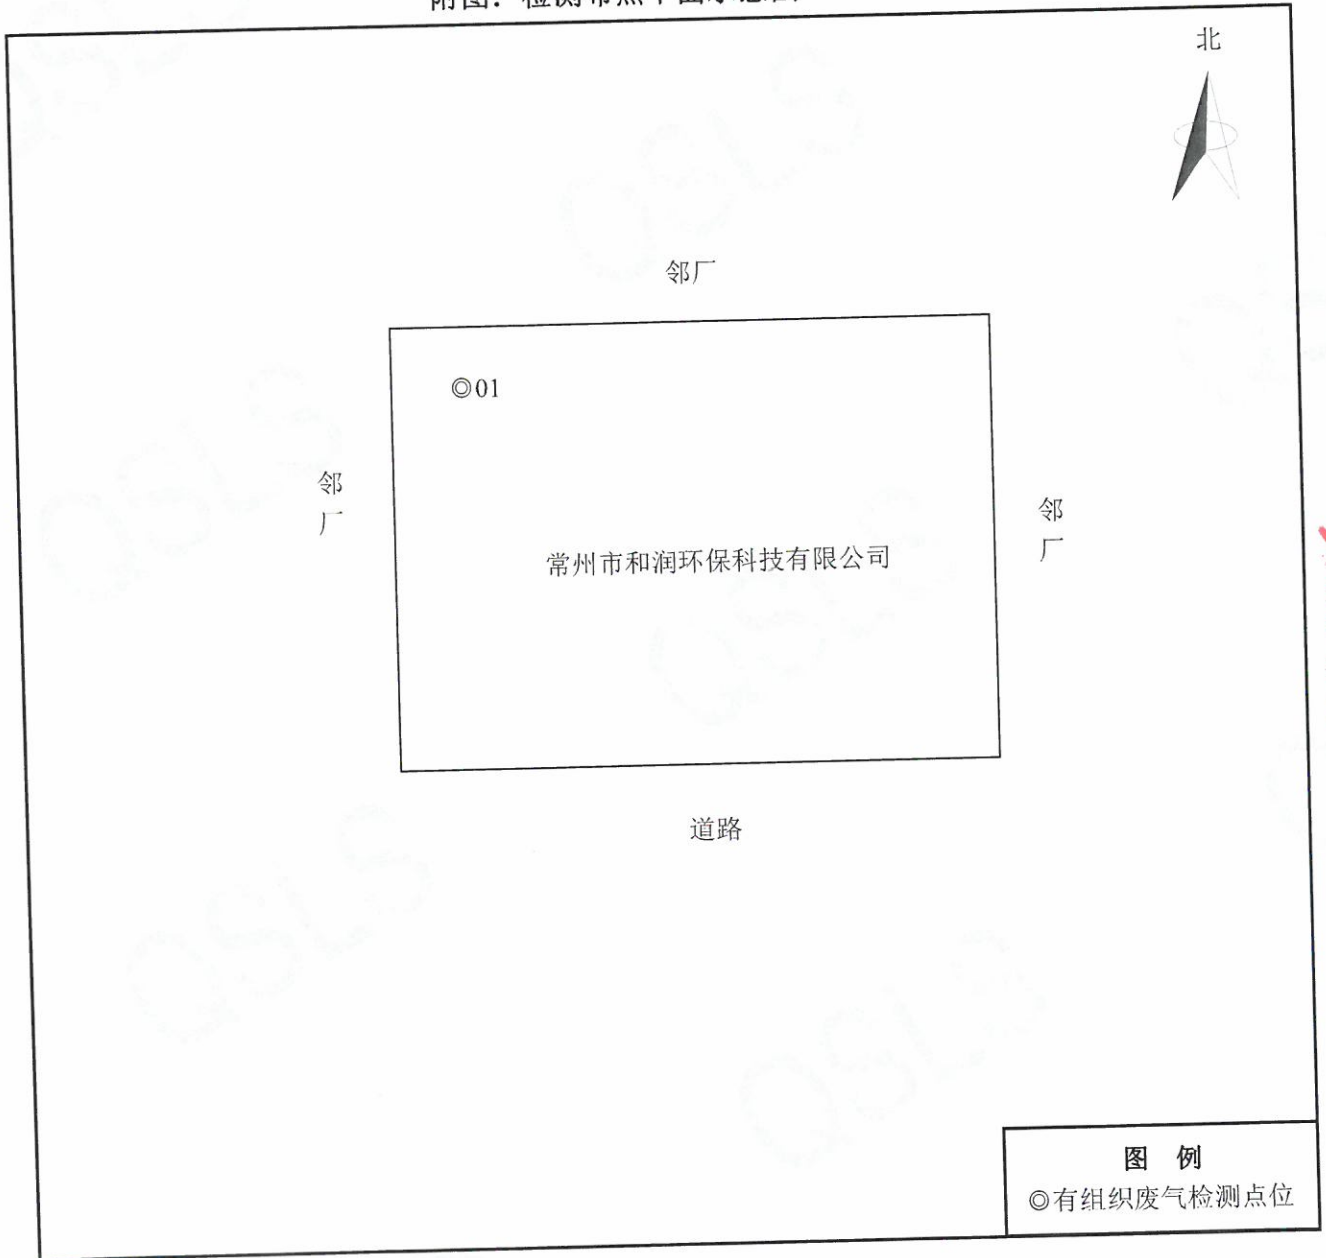 北
邻厂
◎01
邻厂
邻厂
常州市和润环保科技有限公司
道路
图 例
◎有组织废气检测点位